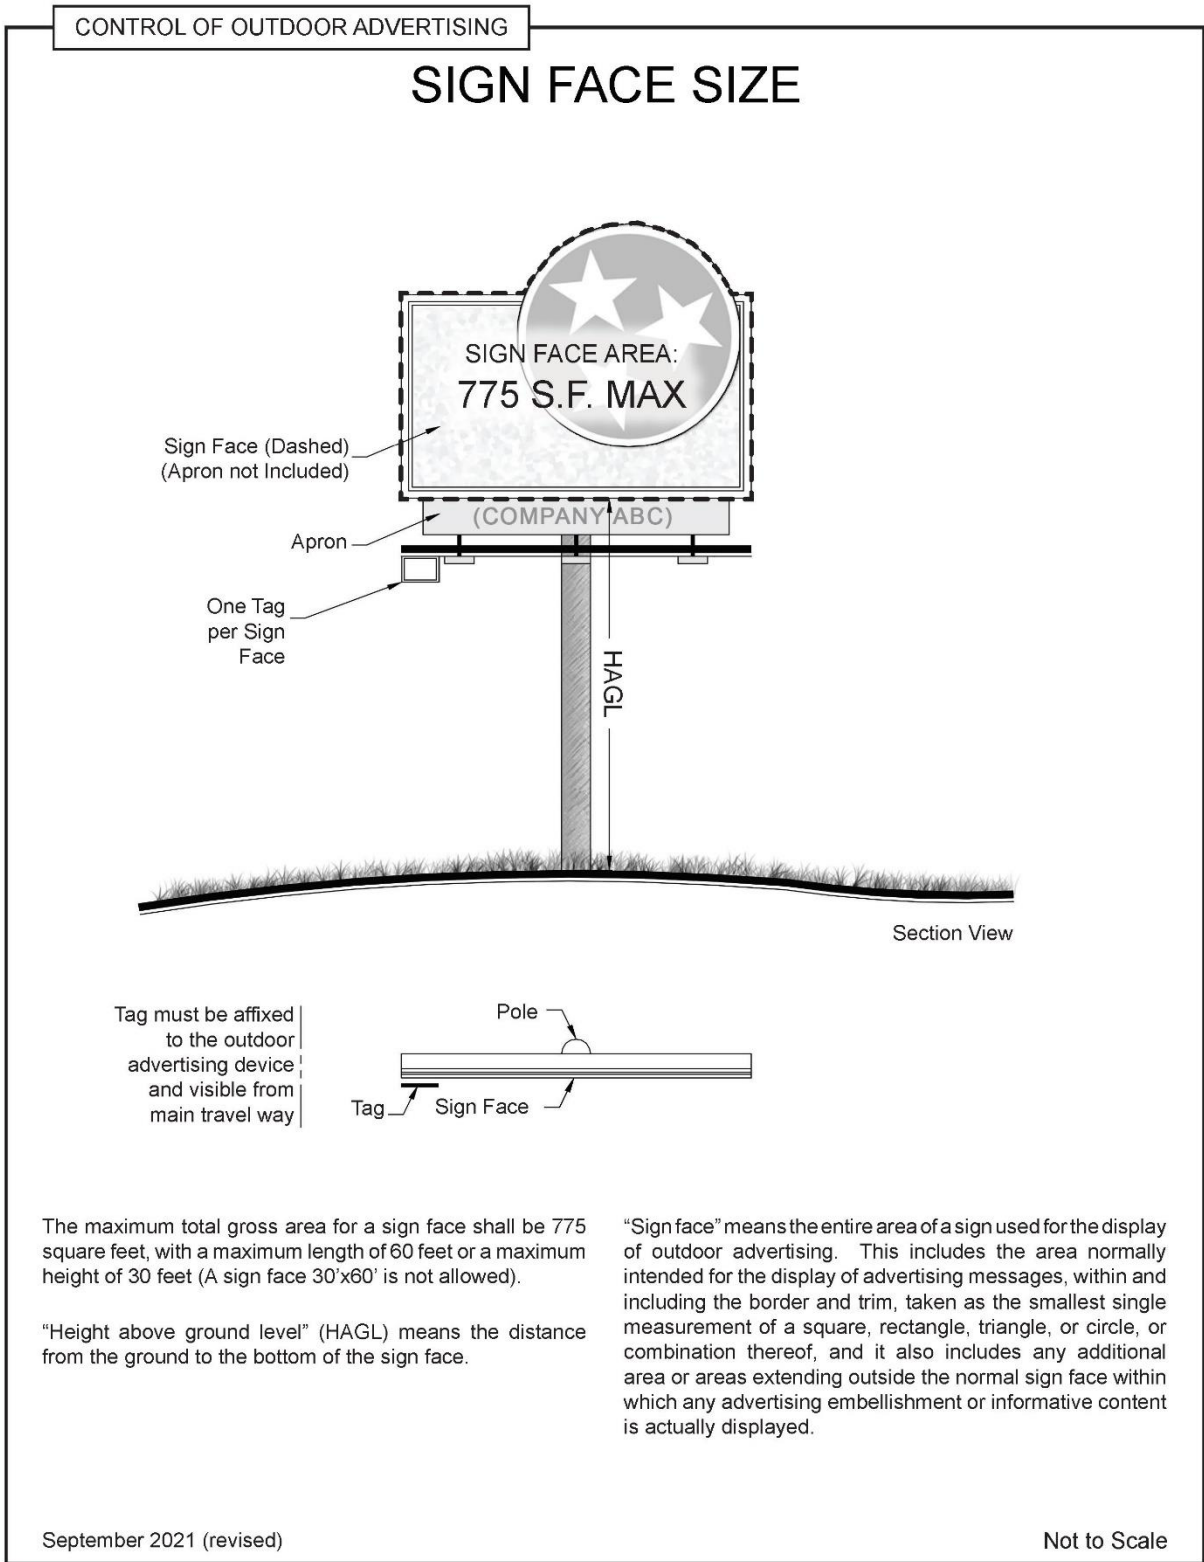 CONTROL OF OUTDOOR ADVERTISING
SIGN FACE SIZE
SIGN FACE AREA:
775 S.F. MAX
Sign Face (Dashed)
(Apron not Included)
(COMPANY ABC)
Apron
One Tag
per Sign
Face
HAGL
Section View
Tag must be affixed
to the outdoor
advertising device
and visible from
main travel way
Pole
Tag
Sign Face
The maximum total gross area for a sign face shall be 775
square feet, with a maximum length of 60 feet or a maximum
height of 30 feet (A sign face 30'x60' is not allowed).
"Height above ground level" (HAGL) means the distance
from the ground to the bottom of the sign face.
"Sign face" means the entire area of a sign used for the display
of outdoor advertising. This includes the area normally
intended for the display of advertising messages, within and
including the border and trim, taken as the smallest single
measurement of a square, rectangle, triangle, or circle, or
combination thereof, and it also includes any additional
area or areas extending outside the normal sign face within
which any advertising embellishment or informative content
is actually displayed.
September 2021 (revised)
Not to Scale